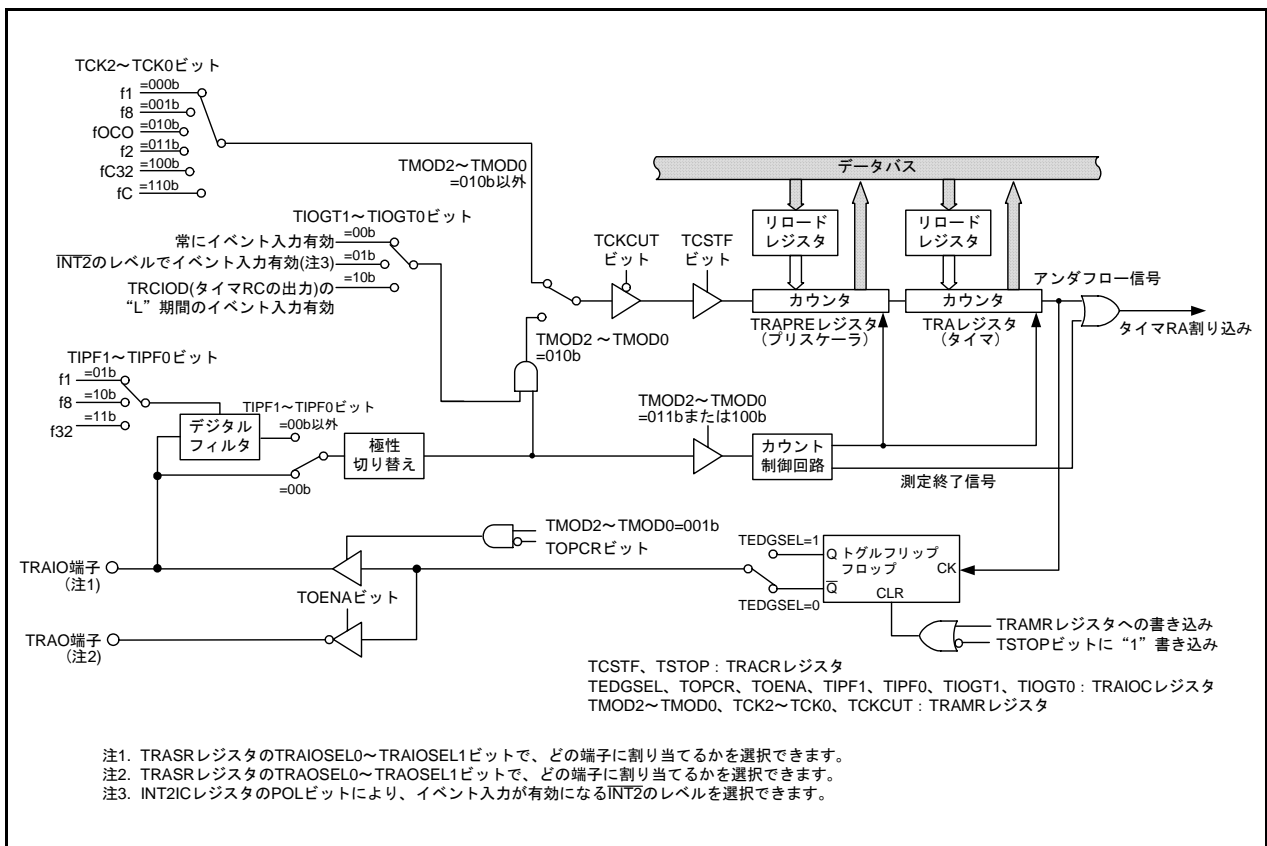 TCK2～TCK0ビット
f1 =000b
f8 =001b
fOCO =010b
f2 =011b
fC32 =100b
fC =110b
TMOD2～TMOD0
=010b以外
データバス
リロード
レジスタ
リロード
レジスタ
TIOGT1～TIOGT0ビット
=00b
常にイベント入力有効
=01b
INT2のレベルでイベント入力有効(注3)
=10b
TRCIOD(タイマRCの出力)の
“L”期間のイベント入力有効
TCKCUT
ビット
TCSTF
ビット
カウンタ
TRAPREレジスタ
(プリスケーラ)
カウンタ
TRAレジスタ
(タイマ)
アンダフロー信号
タイマRA割り込み
TMOD2～TMOD0
=010b
TIPF1～TIPF0ビット
f1 =01b
f8 =10b
f32 =11b
デジタル
フィルタ
TIPF1～TIPF0ビット
=00b以外
=00b
極性
切り替え
TMOD2～TMOD0
=011bまたは100b
カウント
制御回路
測定終了信号
TMOD2～TMOD0=001b
TOPCRビット
TRAIO端子
(注1)
TOENAビット
TRAO端子
(注2)
TEDGSEL=1
TEDGSEL=0
Q トグルフリップ
フロップ
CK
Q
CLR
TRAMRレジスタへの書き込み
TSTOPビットに“1”書き込み
TCSTF、TSTOP：TRACRレジスタ
TEDGSEL、TOPCR、TOENA、TIPF1、TIPF0、TIOGT1、TIOGT0：TRAIOCレジスタ
TMOD2～TMOD0、TCK2～TCK0、TCKCUT：TRAMRレジスタ
注1. TRASRレジスタのTRAIOSEL0～TRAIOSEL1ビットで、どの端子に割り当てるかを選択できます。
注2. TRASRレジスタのTRAOSEL0～TRAOSEL1ビットで、どの端子に割り当てるかを選択できます。
注3. INT2ICレジスタのPOLビットにより、イベント入力が有効になるINT2のレベルを選択できます。